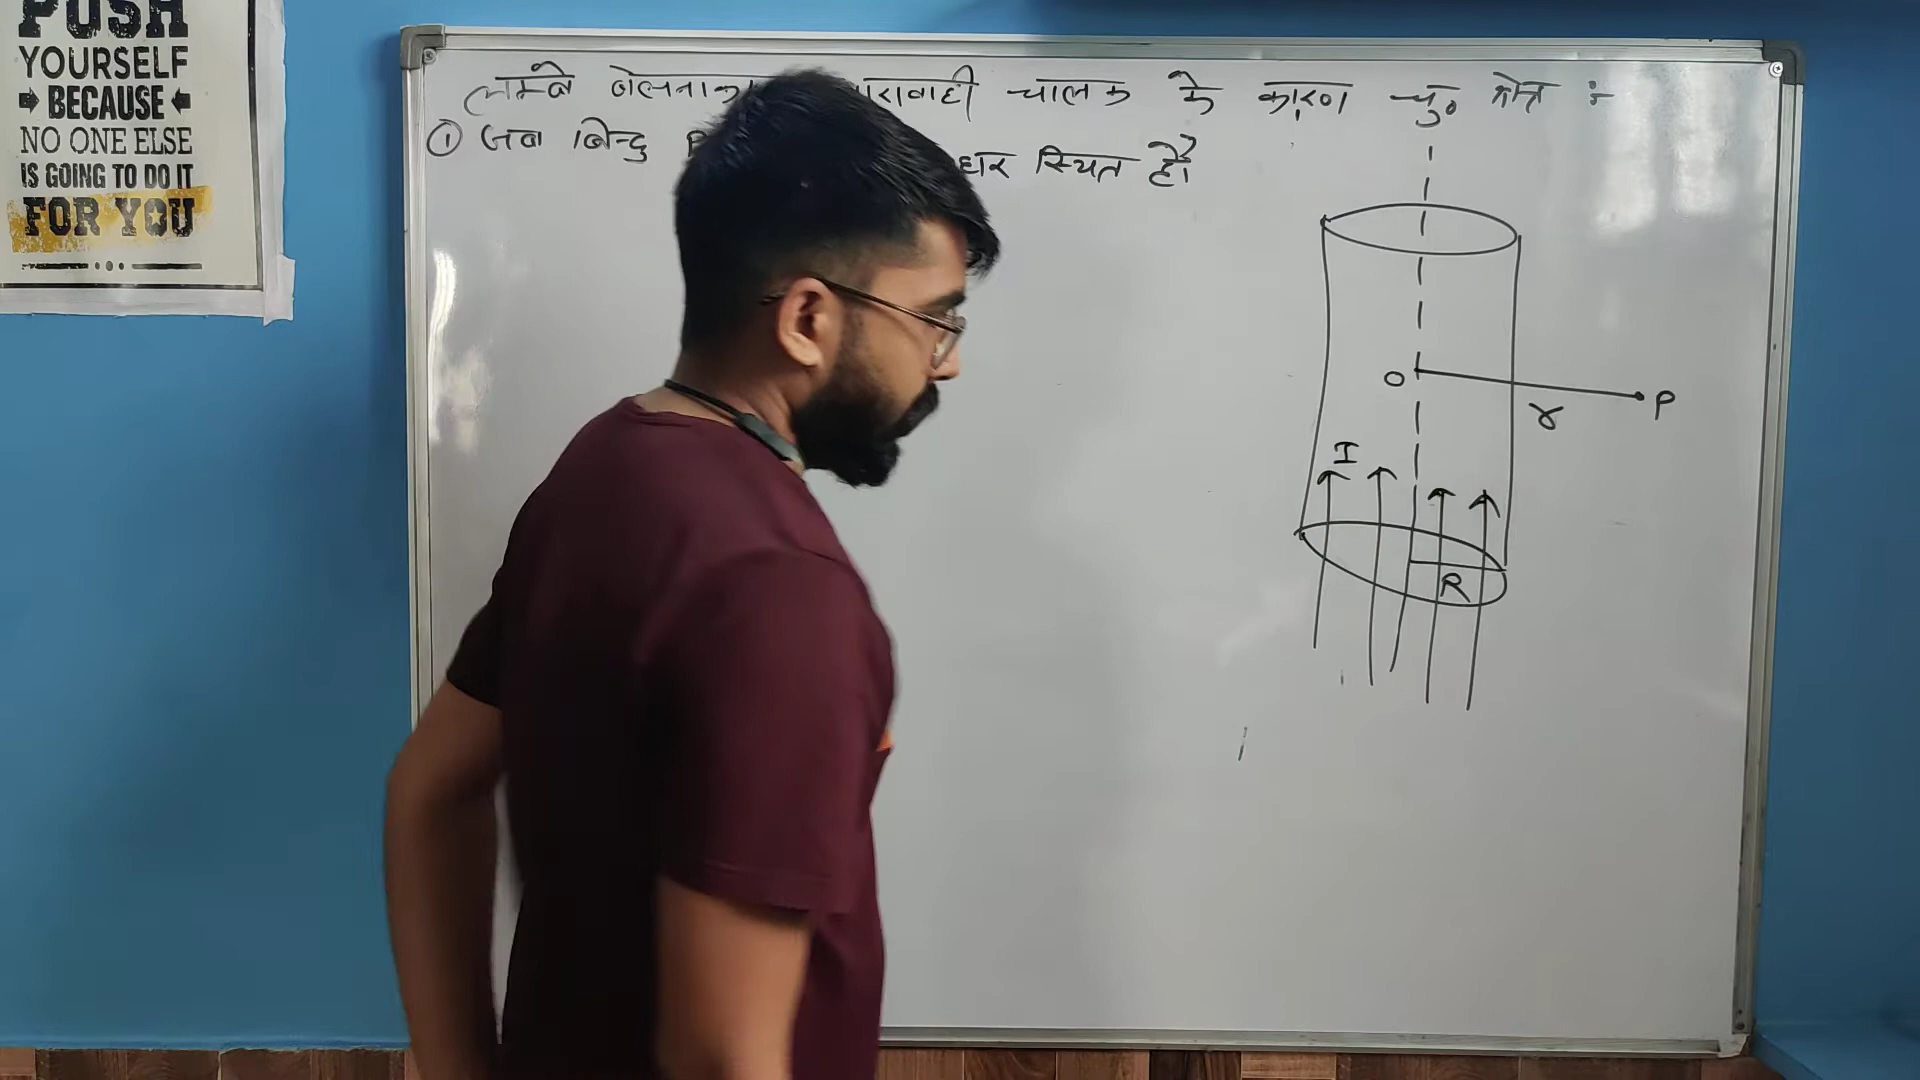 PUSH
YOURSELF
BECAUSE
NO ONE ELSE
IS GOING TO DO IT
FOR YOU
लम्बे चालक के कारण चु० क्षेत्र :-
① जब बिन्दु स्थित है।
O
r
P
I
R